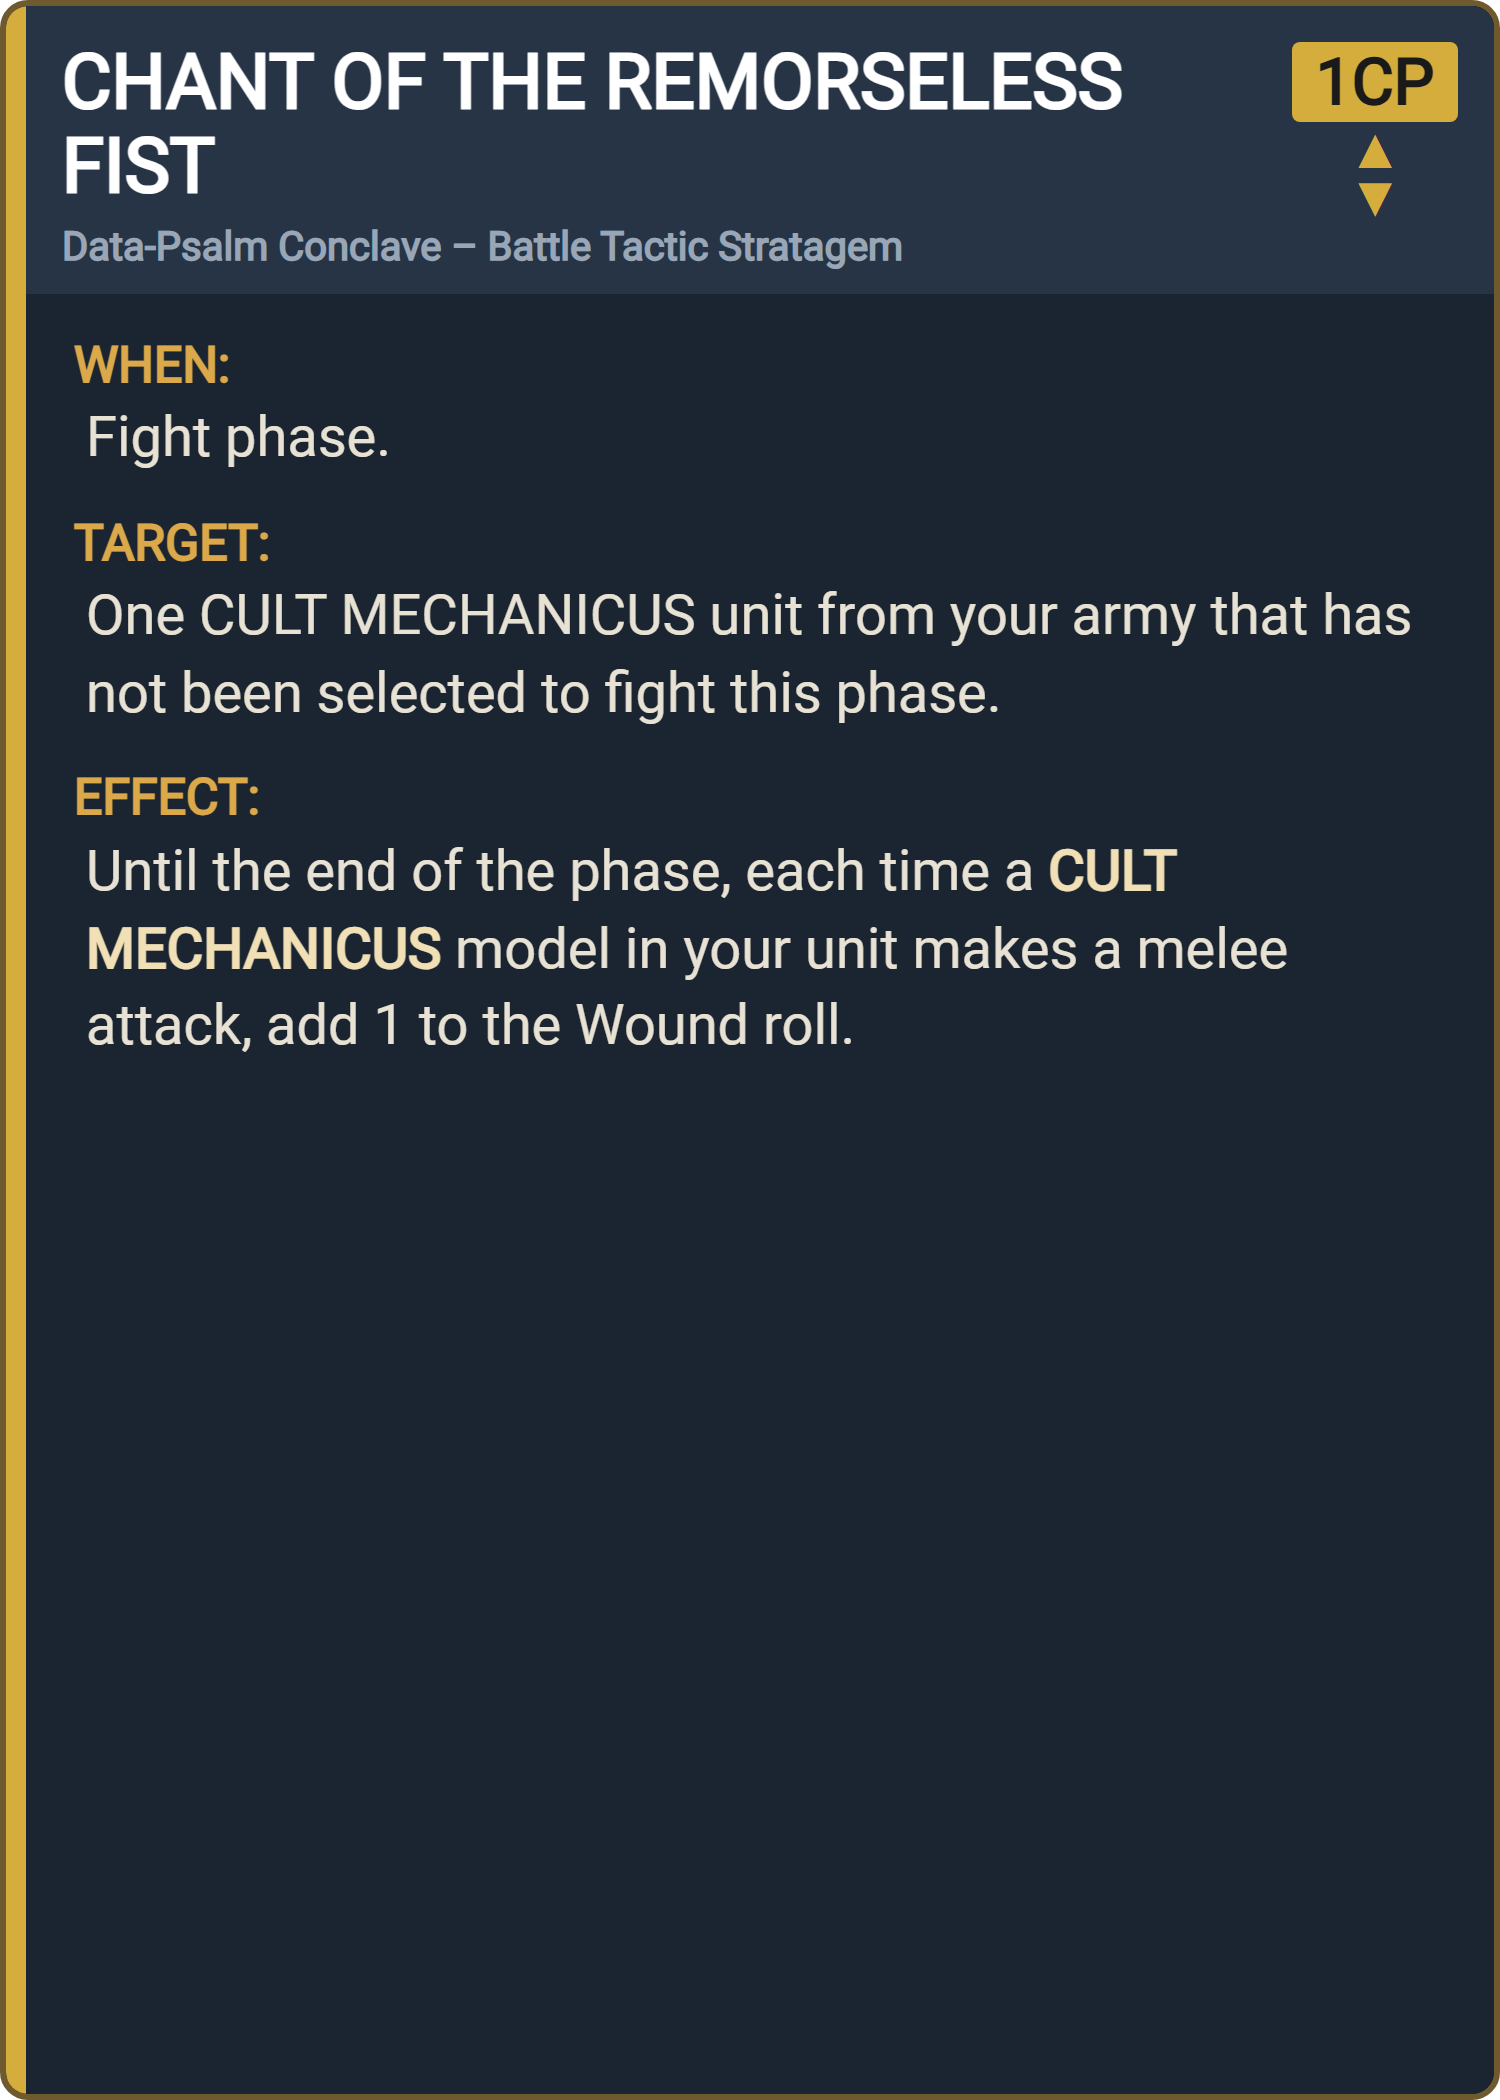 CHANT OF THE REMORSELESS
FIST
1CP
Data-Psalm Conclave – Battle Tactic Stratagem
WHEN:
Fight phase.
TARGET:
One CULT MECHANICUS unit from your army that has
not been selected to fight this phase.
EFFECT:
Until the end of the phase, each time a CULT
MECHANICUS model in your unit makes a melee
attack, add 1 to the Wound roll.